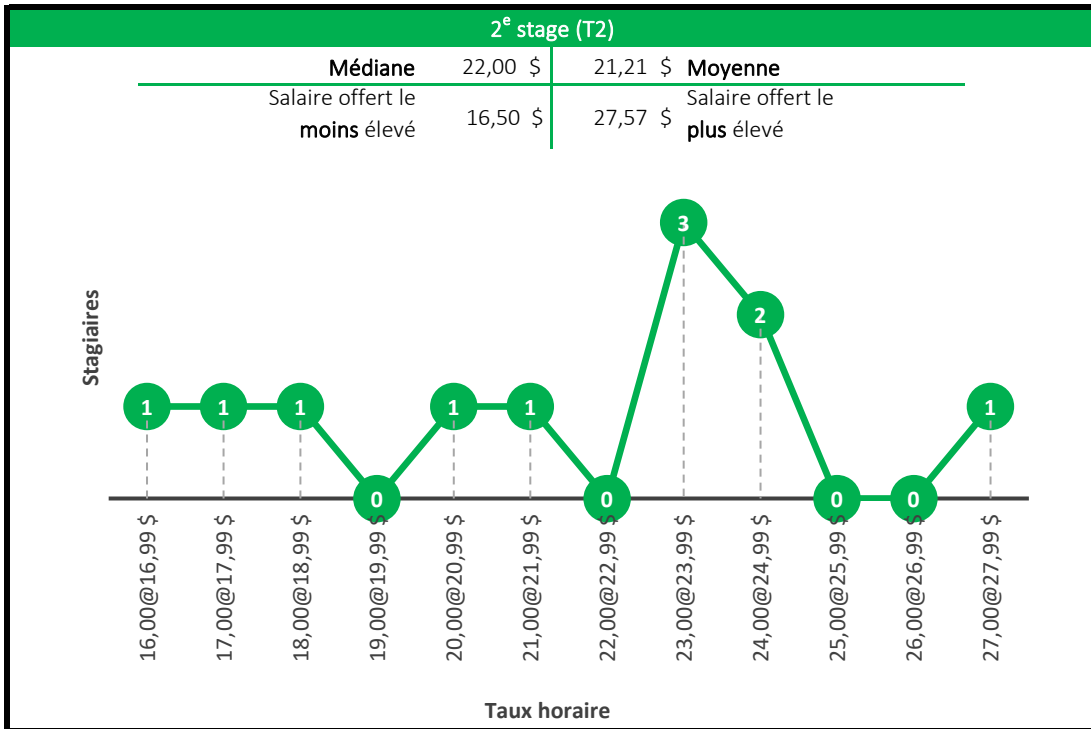 2e stage (T2)
Médiane 22,00 $ 21,21 $ Moyenne
Salaire offert le moins élevé 16,50 $ 27,57 $ Salaire offert le plus élevé
Stagiaires
1 1 1 0 1 1 0 3 2 0 0 1
16,00@16,99 $
17,00@17,99 $
18,00@18,99 $
19,00@19,99 $
20,00@20,99 $
21,00@21,99 $
22,00@22,99 $
23,00@23,99 $
24,00@24,99 $
25,00@25,99 $
26,00@26,99 $
27,00@27,99 $
Taux horaire